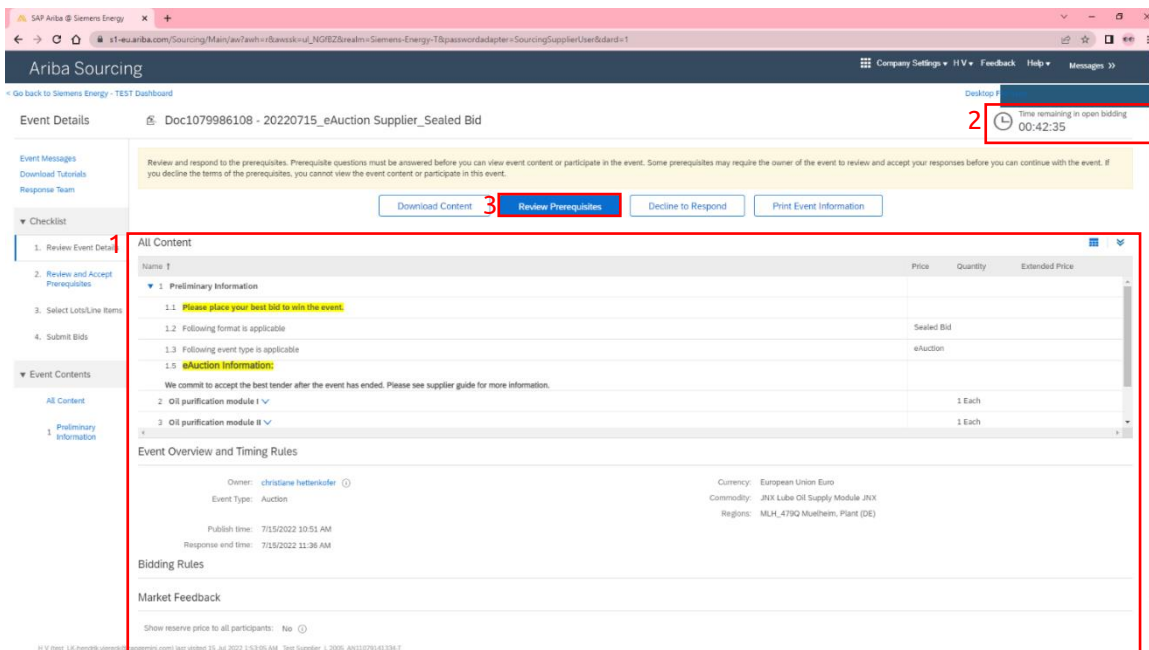 SAP Ariba @ Siemens Energy
s1-eu.ariba.com/Sourcing/Main/aw?awh=r&awssk=ul_NGfBZ&realm=Siemens-Energy-T&passwordadapter=SourcingSupplierUser&dard=1
Ariba Sourcing
Company Settings H V Feedback Help Messages >>
< Go back to Siemens Energy - TEST Dashboard
Desktop F
Event Details
Doc1079986108 - 20220715_eAuction Supplier_Sealed Bid
2
Time remaining in open bidding
00:42:35
Event Messages
Download Tutorials
Response Team
Review and respond to the prerequisites. Prerequisite questions must be answered before you can view event content or participate in the event. Some prerequisites may require the owner of the event to review and accept your responses before you can continue with the event. If
you decline the terms of the prerequisites, you cannot view the event content or participate in this event.
Download Content
3
Review Prerequisites
Decline to Respond
Print Event Information
▼ Checklist
1. Review Event Details
2. Review and Accept
Prerequisites
3. Select Lots/Line Items
4. Submit Bids
▼ Event Contents
All Content
1 Preliminary
Information
1
All Content
Name ↑ Price Quantity Extended Price
▼ 1 Preliminary Information
1.1 Please place your best bid to win the event.
1.2 Following format is applicable Sealed Bid
1.3 Following event type is applicable eAuction
1.5 eAuction Information:
We commit to accept the best tender after the event has ended. Please see supplier guide for more information.
2 Oil purification module I 1 Each
3 Oil purification module II 1 Each
Event Overview and Timing Rules
Owner: christiane hettenkofer
Event Type: Auction
Publish time: 7/15/2022 10:51 AM
Response end time: 7/15/2022 11:36 AM
Currency: European Union Euro
Commodity: JNX Lube Oil Supply Module JNX
Regions: MLH_479Q Muelheim, Plant (DE)
Bidding Rules
Market Feedback
Show reserve price to all participants: No